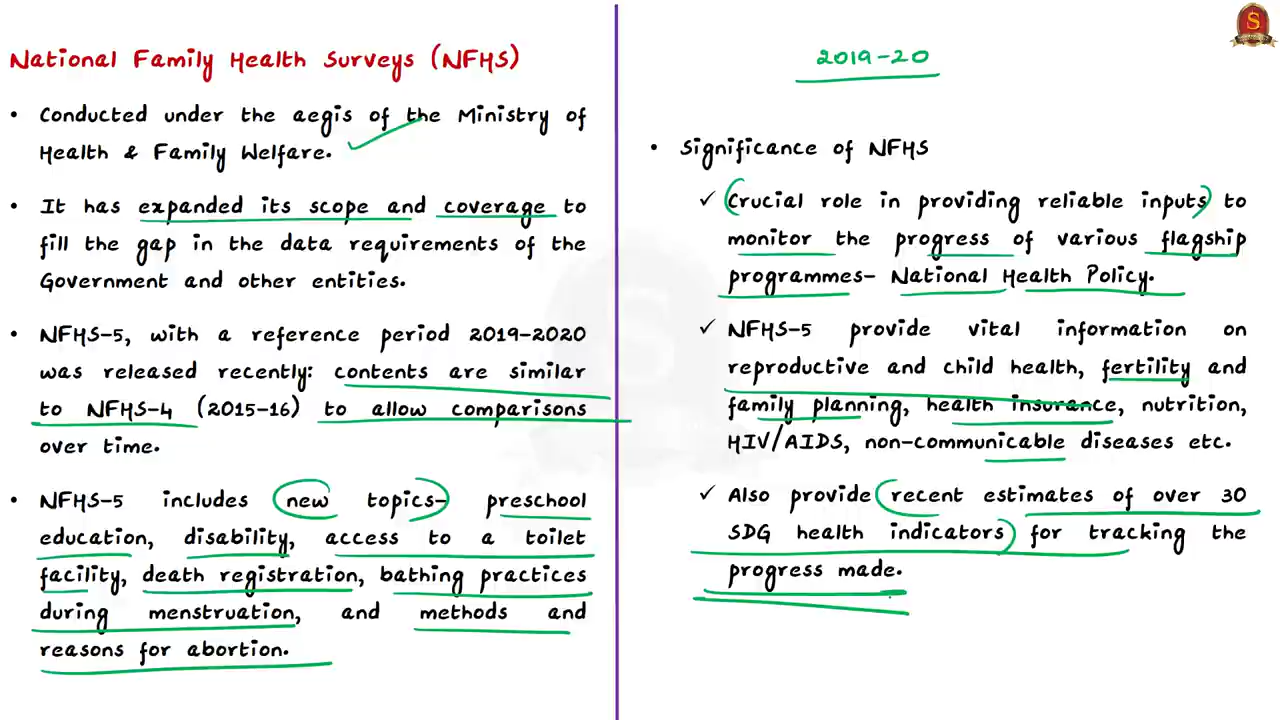 National Family Health Surveys (NFHS)
• Conducted under the aegis of the Ministry of
Health & Family Welfare.
• It has expanded its scope and coverage to
fill the gap in the data requirements of the
Government and other entities.
• NFHS-5, with a reference period 2019-2020
was released recently: contents are similar
to NFHS-4 (2015-16) to allow comparisons
over time.
• NFHS-5 includes new topics- preschool
education, disability, access to a toilet
facility, death registration, bathing practices
during menstruation, and methods and
reasons for abortion.
2019-20
• Significance of NFHS
✓ Crucial role in providing reliable inputs to
monitor the progress of various flagship
programmes- National Health Policy.
✓ NFHS-5 provide vital information on
reproductive and child health, fertility and
family planning, health insurance, nutrition,
HIV/AIDS, non-communicable diseases etc.
✓ Also provide recent estimates of over 30
SDG health indicators for tracking the
progress made.
S